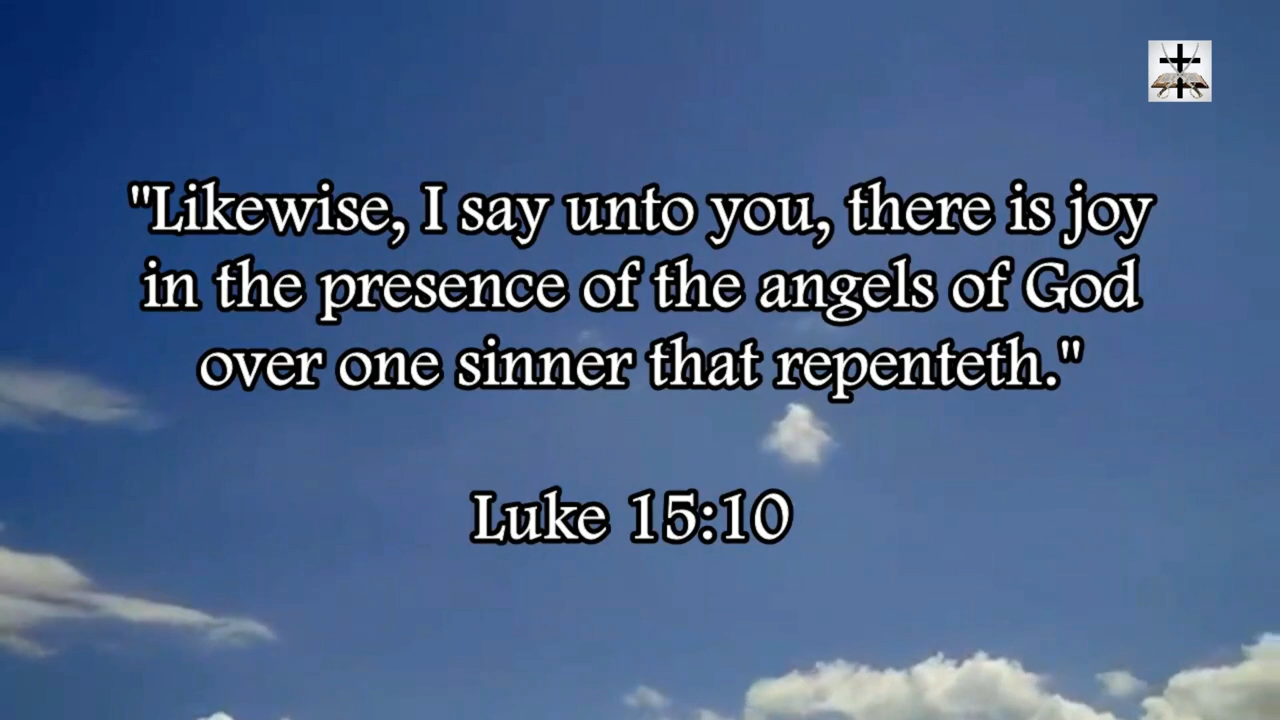 "Likewise, I say unto you, there is joy
in the presence of the angels of God
over one sinner that repenteth."
Luke 15:10